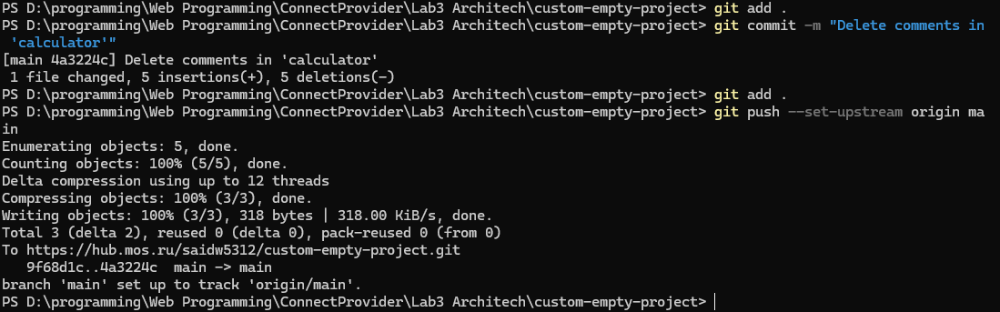 PS D:\programming\Web Programming\ConnectProvider\Lab3 Architech\custom-empty-project> git add .
PS D:\programming\Web Programming\ConnectProvider\Lab3 Architech\custom-empty-project> git commit -m "Delete comments in
 'calculator'"
[main 4a3224c] Delete comments in 'calculator'
 1 file changed, 5 insertions(+), 5 deletions(-)
PS D:\programming\Web Programming\ConnectProvider\Lab3 Architech\custom-empty-project> git add .
PS D:\programming\Web Programming\ConnectProvider\Lab3 Architech\custom-empty-project> git push --set-upstream origin ma
in
Enumerating objects: 5, done.
Counting objects: 100% (5/5), done.
Delta compression using up to 12 threads
Compressing objects: 100% (3/3), done.
Writing objects: 100% (3/3), 318 bytes | 318.00 KiB/s, done.
Total 3 (delta 2), reused 0 (delta 0), pack-reused 0 (from 0)
To https://hub.mos.ru/saidw5312/custom-empty-project.git
   9f68d1c..4a3224c  main -> main
branch 'main' set up to track 'origin/main'.
PS D:\programming\Web Programming\ConnectProvider\Lab3 Architech\custom-empty-project>